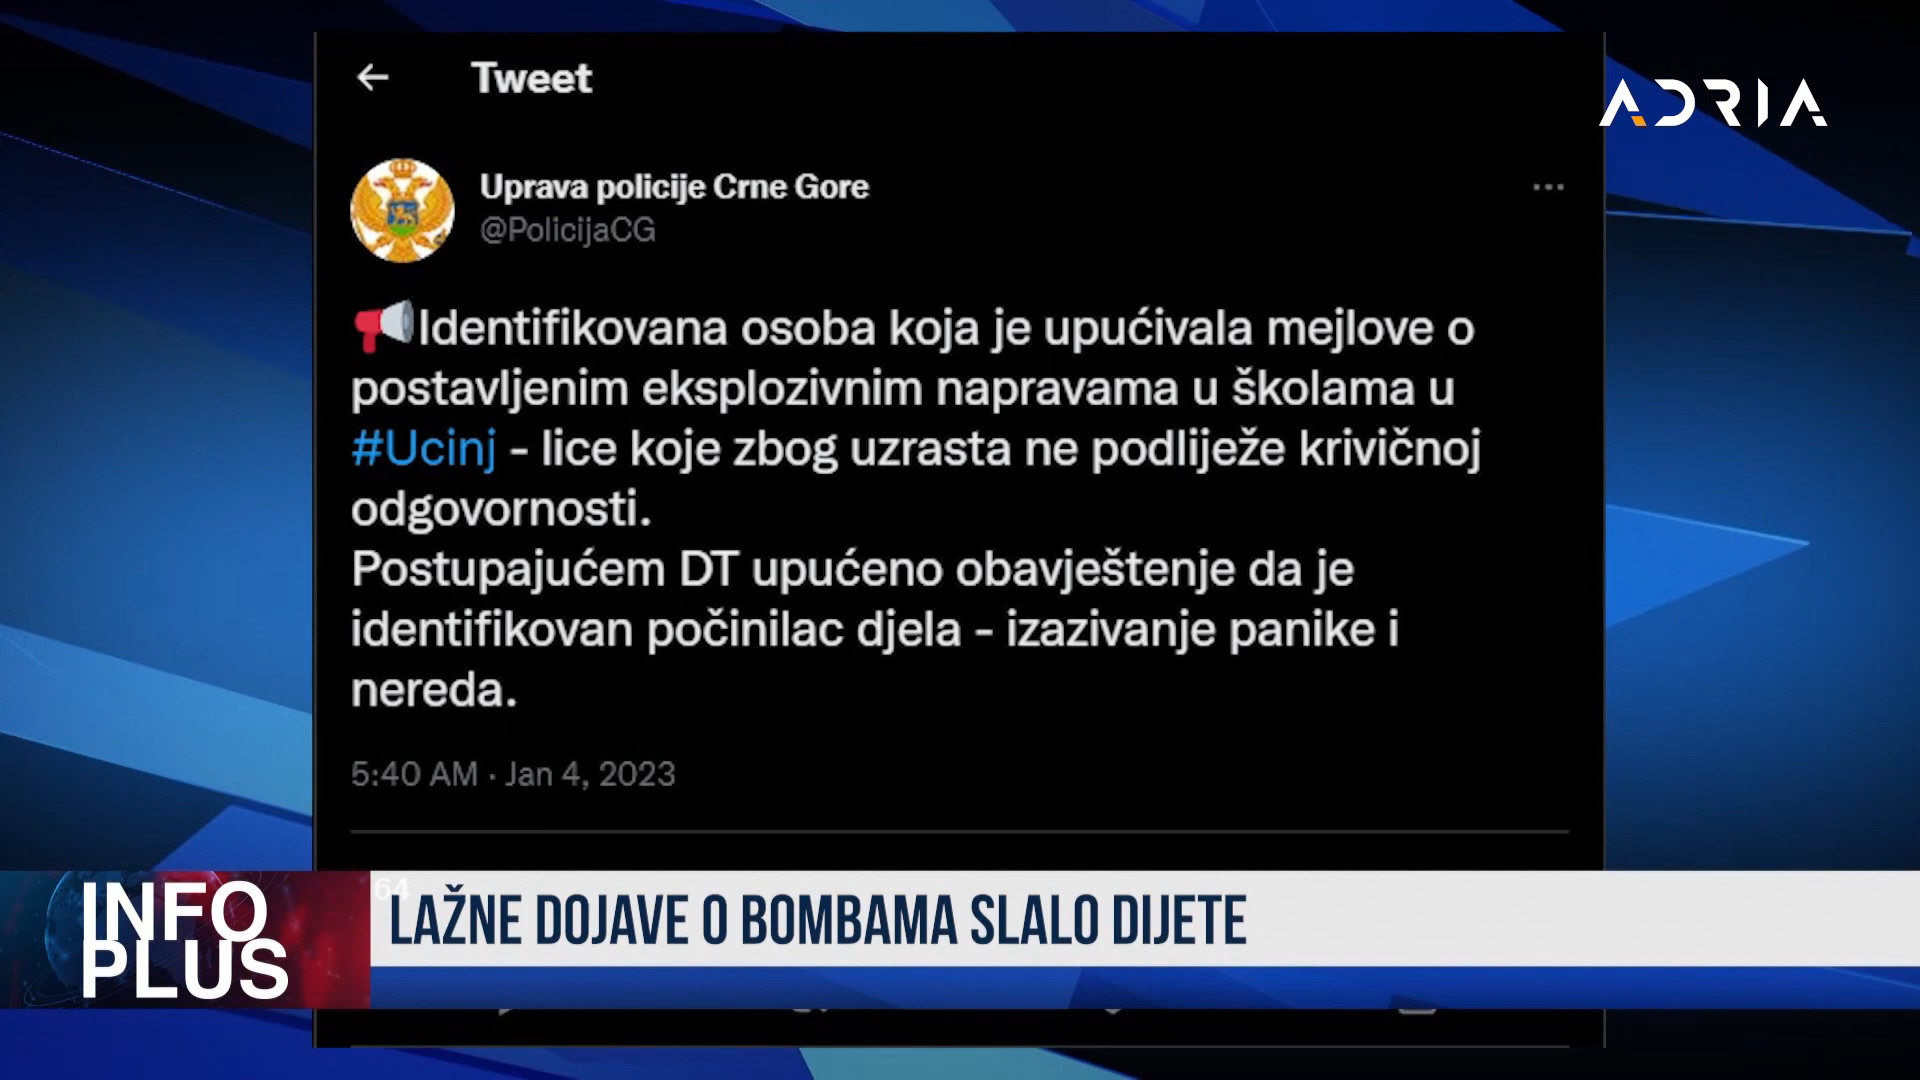 Tweet
ADRIA
Uprava policije Crne Gore
@PolicijaCG
Identifikovana osoba koja je upućivala mejlove o
postavljenim eksplozivnim napravama u školama u
#Ucinj - lice koje zbog uzrasta ne podliježe krivičnoj
odgovornosti.
Postupajućem DT upućeno obavještenje da je
identifikovan počinilac djela - izazivanje panike i
nereda.
5:40 AM · Jan 4, 2023
64
INFO
PLUS
LAŽNE DOJAVE O BOMBAMA SLALO DIJETE